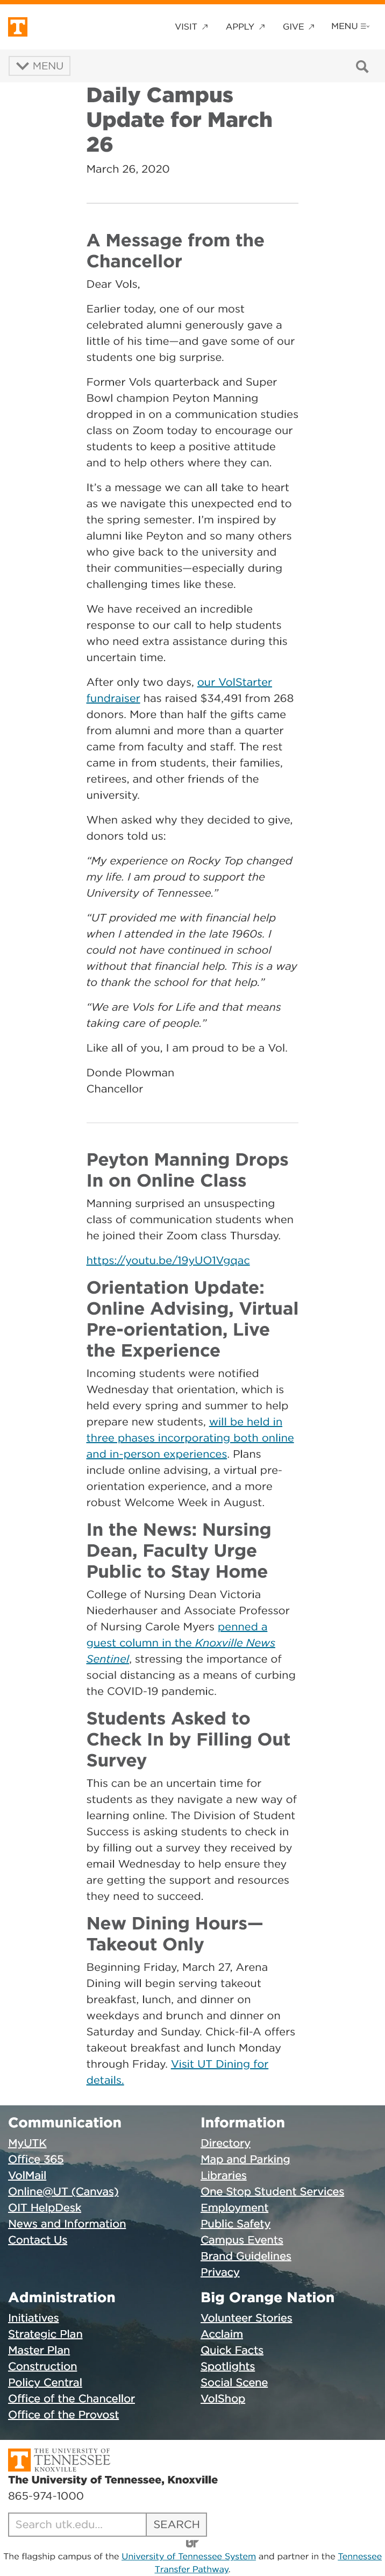 VISIT ↗ APPLY ↗ GIVE ↗ MENU
MENU
Daily Campus
Update for March
26
March 26, 2020
A Message from the
Chancellor
Dear Vols,
Earlier today, one of our most
celebrated alumni generously gave a
little of his time—and gave some of our
students one big surprise.
Former Vols quarterback and Super
Bowl champion Peyton Manning
dropped in on a communication studies
class on Zoom today to encourage our
students to keep a positive attitude
and to help others where they can.
It's a message we can all take to heart
as we navigate this unexpected end to
the spring semester. I'm inspired by
alumni like Peyton and so many others
who give back to the university and
their communities—especially during
challenging times like these.
We have received an incredible
response to our call to help students
who need extra assistance during this
uncertain time.
After only two days, our VolStarter
fundraiser has raised $34,491 from 268
donors. More than half the gifts came
from alumni and more than a quarter
came from faculty and staff. The rest
came in from students, their families,
retirees, and other friends of the
university.
When asked why they decided to give,
donors told us:
“My experience on Rocky Top changed
my life. I am proud to support the
University of Tennessee.”
“UT provided me with financial help
when I attended in the late 1960s. I
could not have continued in school
without that financial help. This is a way
to thank the school for that help.”
“We are Vols for Life and that means
taking care of people.”
Like all of you, I am proud to be a Vol.
Donde Plowman
Chancellor
Peyton Manning Drops
In on Online Class
Manning surprised an unsuspecting
class of communication students when
he joined their Zoom class Thursday.
https://youtu.be/19yUO1Vgqac
Orientation Update:
Online Advising, Virtual
Pre-orientation, Live
the Experience
Incoming students were notified
Wednesday that orientation, which is
held every spring and summer to help
prepare new students, will be held in
three phases incorporating both online
and in-person experiences. Plans
include online advising, a virtual pre-
orientation experience, and a more
robust Welcome Week in August.
In the News: Nursing
Dean, Faculty Urge
Public to Stay Home
College of Nursing Dean Victoria
Niederhauser and Associate Professor
of Nursing Carole Myers penned a
guest column in the Knoxville News
Sentinel, stressing the importance of
social distancing as a means of curbing
the COVID-19 pandemic.
Students Asked to
Check In by Filling Out
Survey
This can be an uncertain time for
students as they navigate a new way of
learning online. The Division of Student
Success is asking students to check in
by filling out a survey they received by
email Wednesday to help ensure they
are getting the support and resources
they need to succeed.
New Dining Hours—
Takeout Only
Beginning Friday, March 27, Arena
Dining will begin serving takeout
breakfast, lunch, and dinner on
weekdays and brunch and dinner on
Saturday and Sunday. Chick-fil-A offers
takeout breakfast and lunch Monday
through Friday. Visit UT Dining for
details.
Communication
MyUTK
Office 365
VolMail
Online@UT (Canvas)
OIT HelpDesk
News and Information
Contact Us
Information
Directory
Map and Parking
Libraries
One Stop Student Services
Employment
Public Safety
Campus Events
Brand Guidelines
Privacy
Administration
Initiatives
Strategic Plan
Master Plan
Construction
Policy Central
Office of the Chancellor
Office of the Provost
Big Orange Nation
Volunteer Stories
Acclaim
Quick Facts
Spotlights
Social Scene
VolShop
THE UNIVERSITY OF
TENNESSEE
KNOXVILLE
The University of Tennessee, Knoxville
865-974-1000
Search utk.edu... SEARCH
UT
The flagship campus of the University of Tennessee System and partner in the Tennessee
Transfer Pathway.